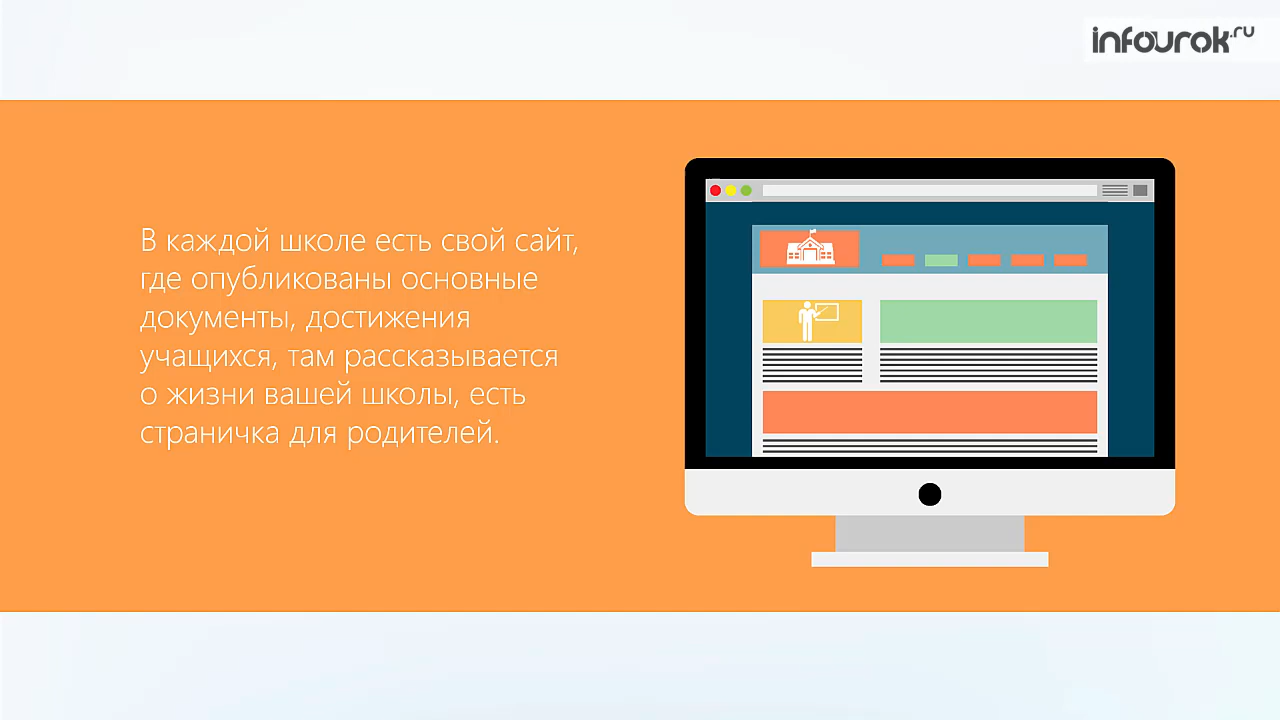 infourok.ru
В каждой школе есть свой сайт,
где опубликованы основные
документы, достижения
учащихся, там рассказывается
о жизни вашей школы, есть
страничка для родителей.